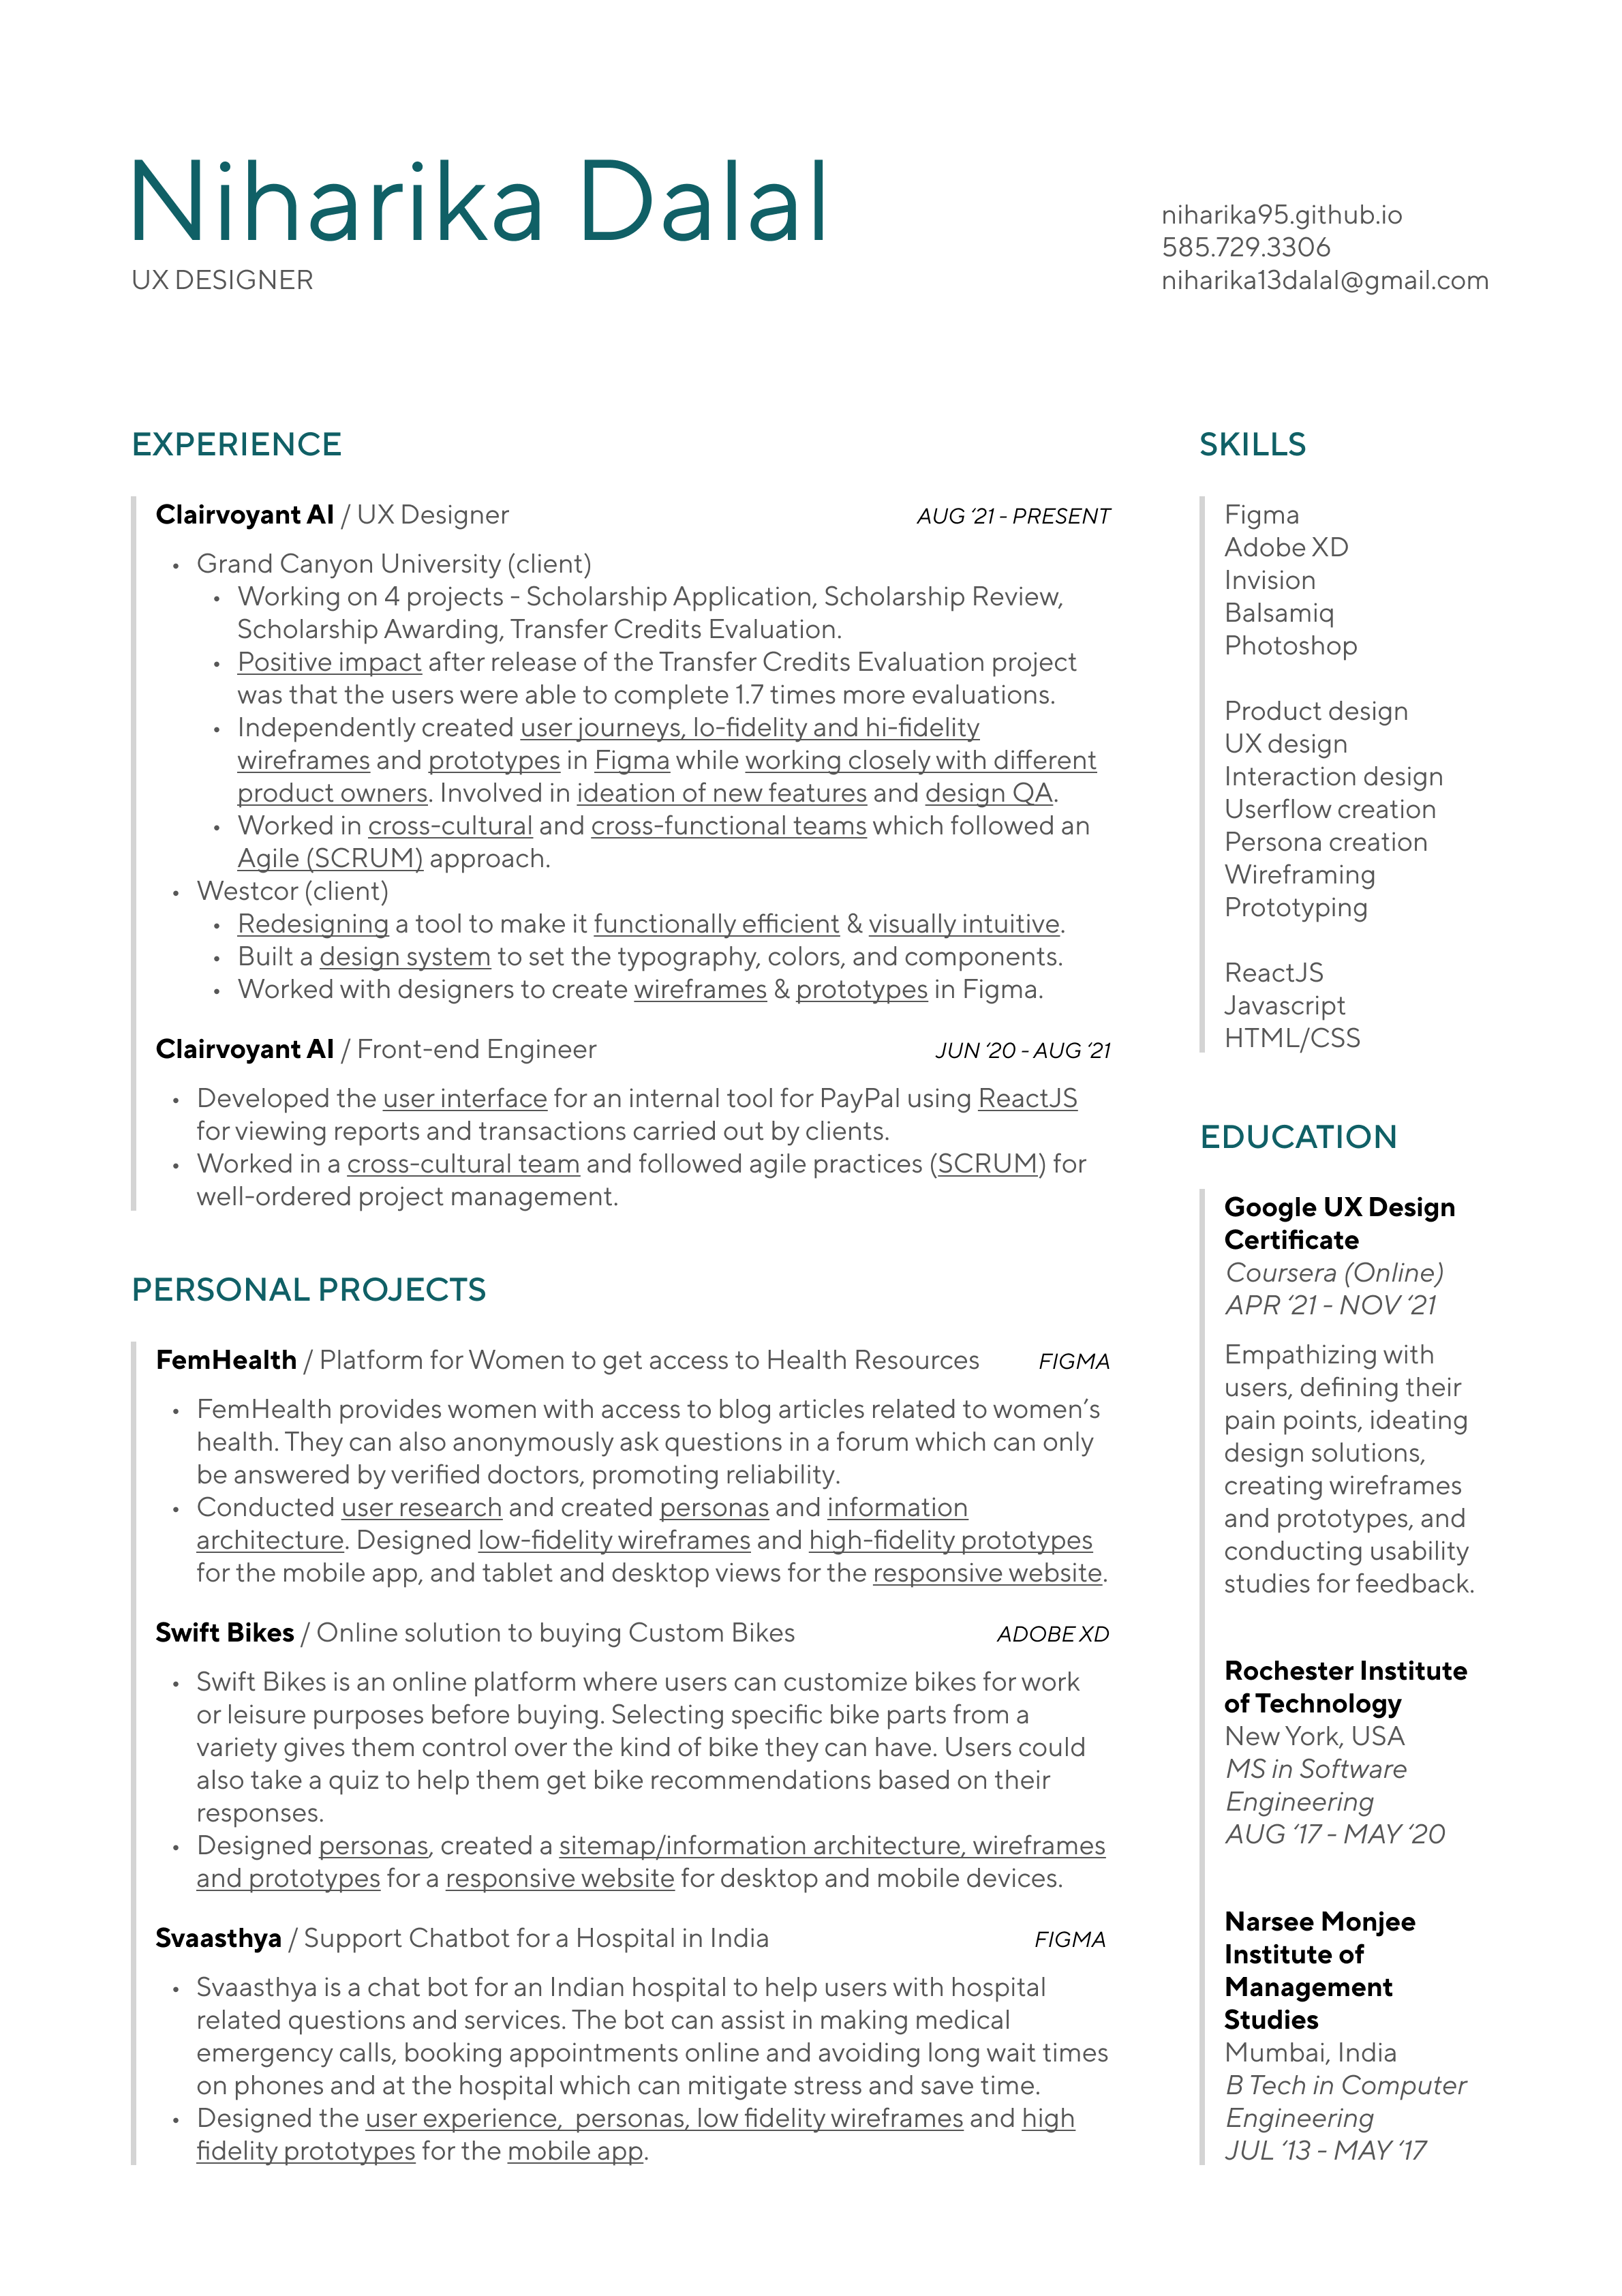 Niharika Dalal
UX DESIGNER
niharika95.github.io
585.729.3306
niharika13dalal@gmail.com
EXPERIENCE
Clairvoyant AI / UX Designer AUG ‘21 - PRESENT
• Grand Canyon University (client)
• Working on 4 projects - Scholarship Application, Scholarship Review,
Scholarship Awarding, Transfer Credits Evaluation.
• Positive impact after release of the Transfer Credits Evaluation project
was that the users were able to complete 1.7 times more evaluations.
• Independently created user journeys, lo-fidelity and hi-fidelity
wireframes and prototypes in Figma while working closely with different
product owners. Involved in ideation of new features and design QA.
• Worked in cross-cultural and cross-functional teams which followed an
Agile (SCRUM) approach.
• Westcor (client)
• Redesigning a tool to make it functionally efficient & visually intuitive.
• Built a design system to set the typography, colors, and components.
• Worked with designers to create wireframes & prototypes in Figma.
Clairvoyant AI / Front-end Engineer JUN ‘20 - AUG ‘21
• Developed the user interface for an internal tool for PayPal using ReactJS
for viewing reports and transactions carried out by clients.
• Worked in a cross-cultural team and followed agile practices (SCRUM) for
well-ordered project management.
PERSONAL PROJECTS
FemHealth / Platform for Women to get access to Health Resources FIGMA
• FemHealth provides women with access to blog articles related to women’s
health. They can also anonymously ask questions in a forum which can only
be answered by verified doctors, promoting reliability.
• Conducted user research and created personas and information
architecture. Designed low-fidelity wireframes and high-fidelity prototypes
for the mobile app, and tablet and desktop views for the responsive website.
Swift Bikes / Online solution to buying Custom Bikes ADOBE XD
• Swift Bikes is an online platform where users can customize bikes for work
or leisure purposes before buying. Selecting specific bike parts from a
variety gives them control over the kind of bike they can have. Users could
also take a quiz to help them get bike recommendations based on their
responses.
• Designed personas, created a sitemap/information architecture, wireframes
and prototypes for a responsive website for desktop and mobile devices.
Svaasthya / Support Chatbot for a Hospital in India FIGMA
• Svaasthya is a chat bot for an Indian hospital to help users with hospital
related questions and services. The bot can assist in making medical
emergency calls, booking appointments online and avoiding long wait times
on phones and at the hospital which can mitigate stress and save time.
• Designed the user experience,  personas, low fidelity wireframes and high
fidelity prototypes for the mobile app.
SKILLS
Figma
Adobe XD
Invision
Balsamiq
Photoshop
Product design
UX design
Interaction design
Userflow creation
Persona creation
Wireframing
Prototyping
ReactJS
Javascript
HTML/CSS
EDUCATION
Google UX Design
Certificate
Coursera (Online)
APR ‘21 - NOV ‘21
Empathizing with
users, defining their
pain points, ideating
design solutions,
creating wireframes
and prototypes, and
conducting usability
studies for feedback.
Rochester Institute
of Technology
New York, USA
MS in Software
Engineering
AUG ‘17 - MAY ‘20
Narsee Monjee
Institute of
Management
Studies
Mumbai, India
B Tech in Computer
Engineering
JUL ‘13 - MAY ‘17